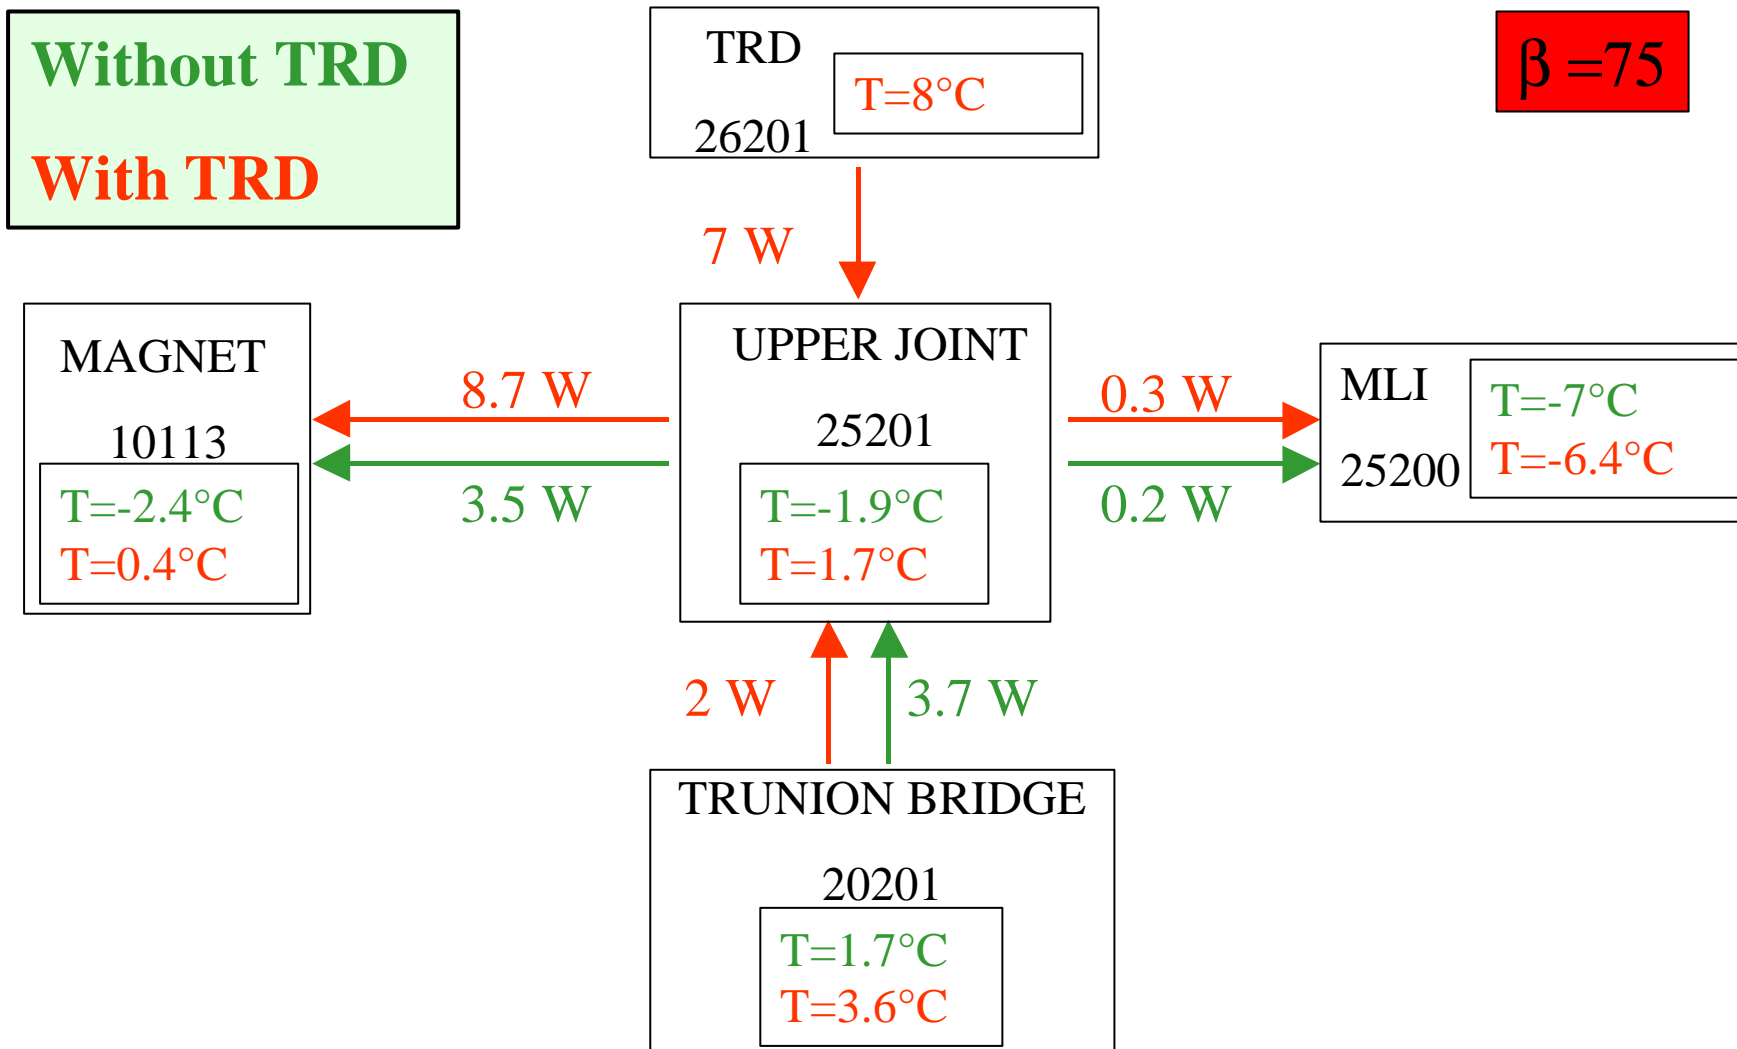 Without TRD
With TRD
TRD
26201
T=8°C
β =75
7 W
MAGNET
10113
T=-2.4°C
T=0.4°C
8.7 W
3.5 W
UPPER JOINT
25201
T=-1.9°C
T=1.7°C
0.3 W
0.2 W
MLI
25200
T=-7°C
T=-6.4°C
2 W
3.7 W
TRUNION BRIDGE
20201
T=1.7°C
T=3.6°C